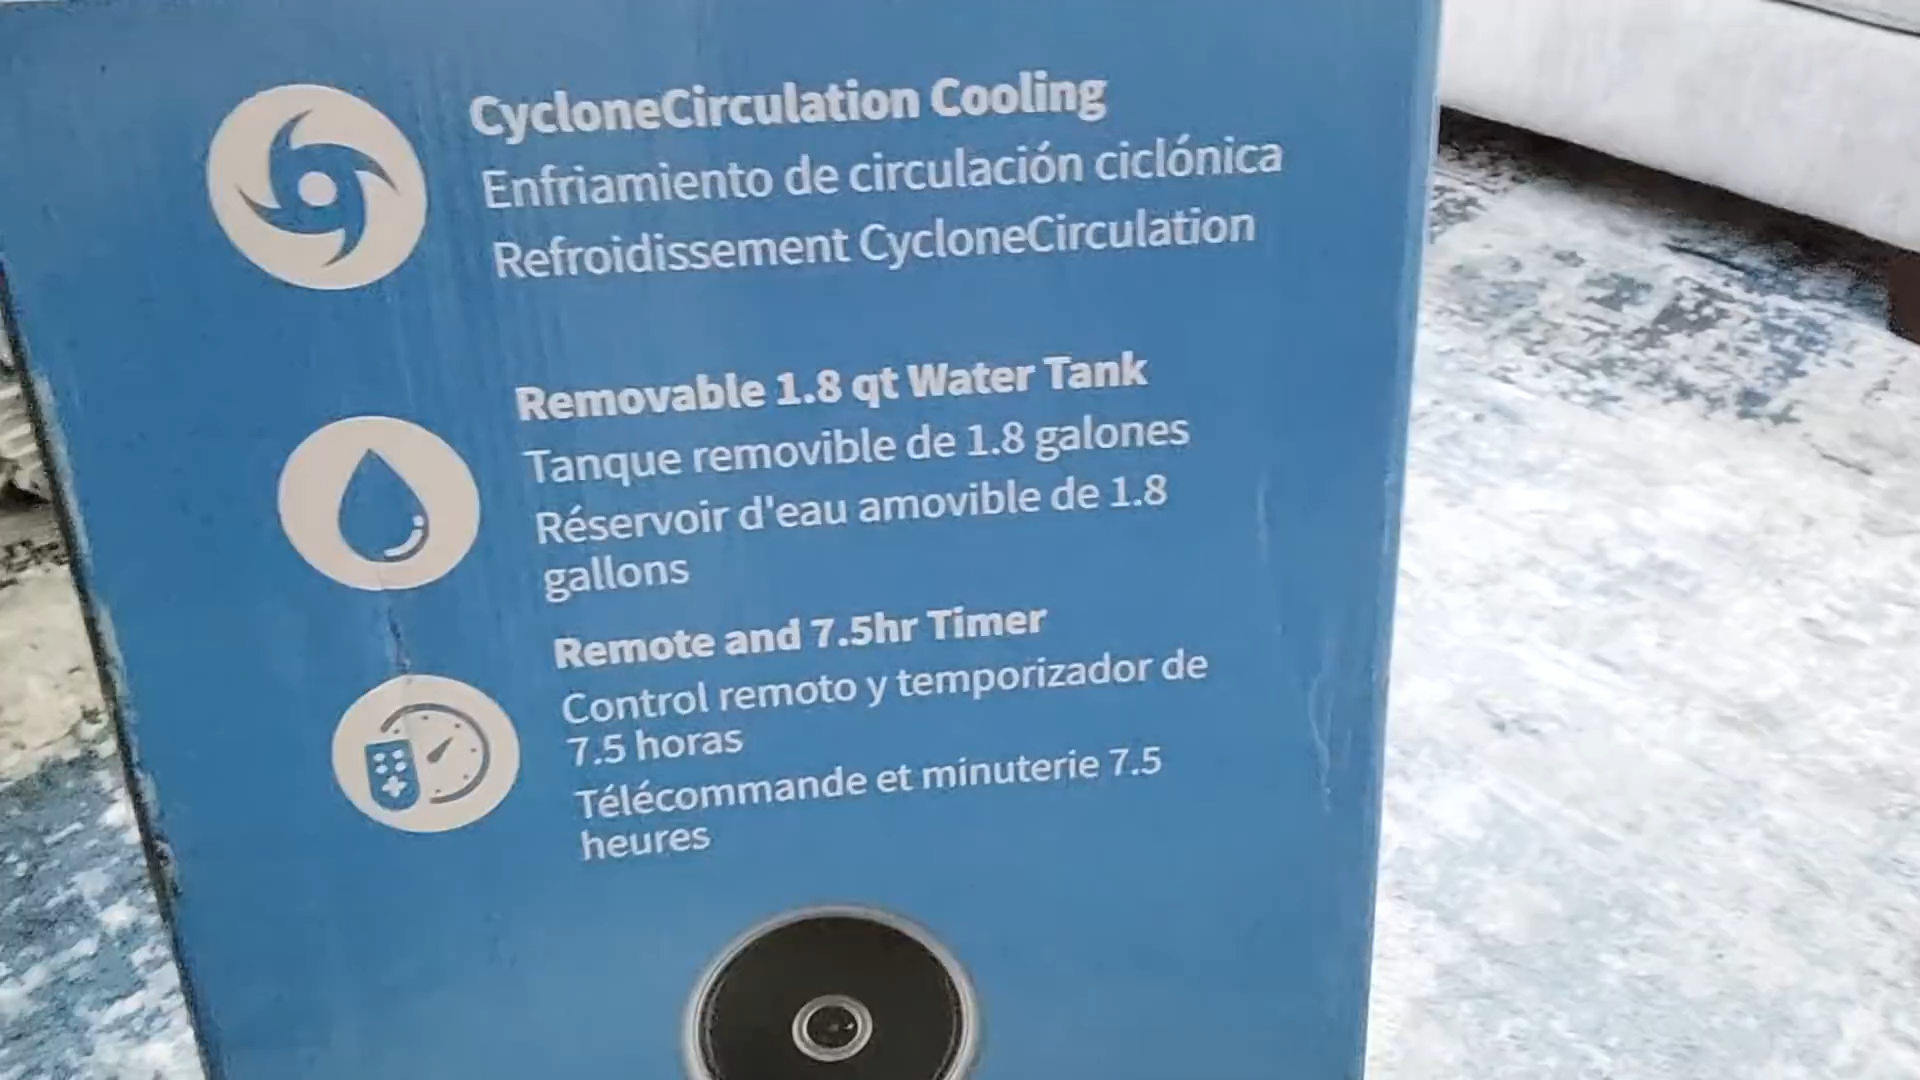 CycloneCirculation Cooling
Enfriamiento de circulación ciclónica
Refroidissement CycloneCirculation
Removable 1.8 qt Water Tank
Tanque removible de 1.8 galones
Réservoir d'eau amovible de 1.8
gallons
Remote and 7.5hr Timer
Control remoto y temporizador de
7.5 horas
Télécommande et minuterie 7.5
heures